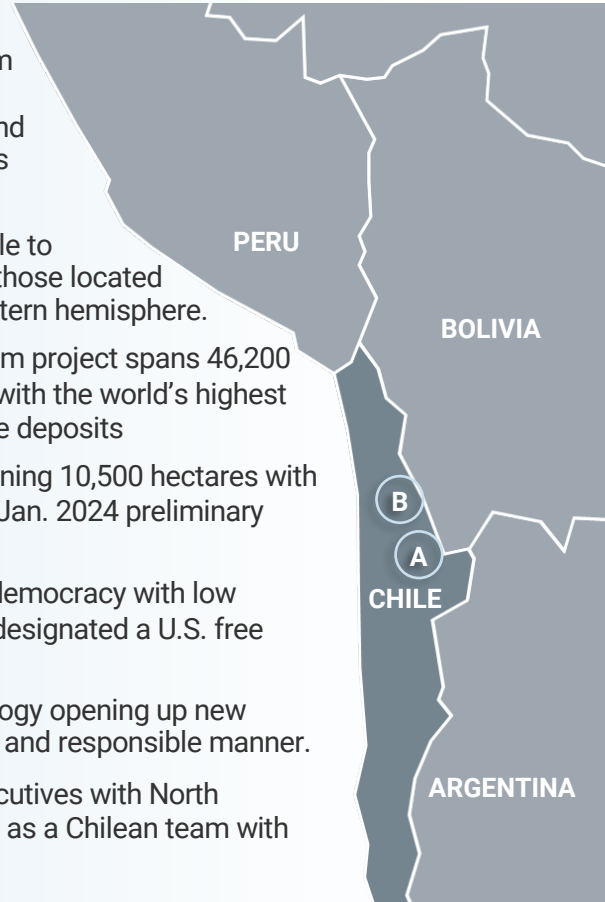 m
nd
s
le to
those located
tern hemisphere.
m project spans 46,200
with the world's highest
e deposits
ning 10,500 hectares with
Jan. 2024 preliminary
democracy with low
designated a U.S. free
ogy opening up new
and responsible manner.
cutives with North
as a Chilean team with
PERU
BOLIVIA
B
A
CHILE
ARGENTINA